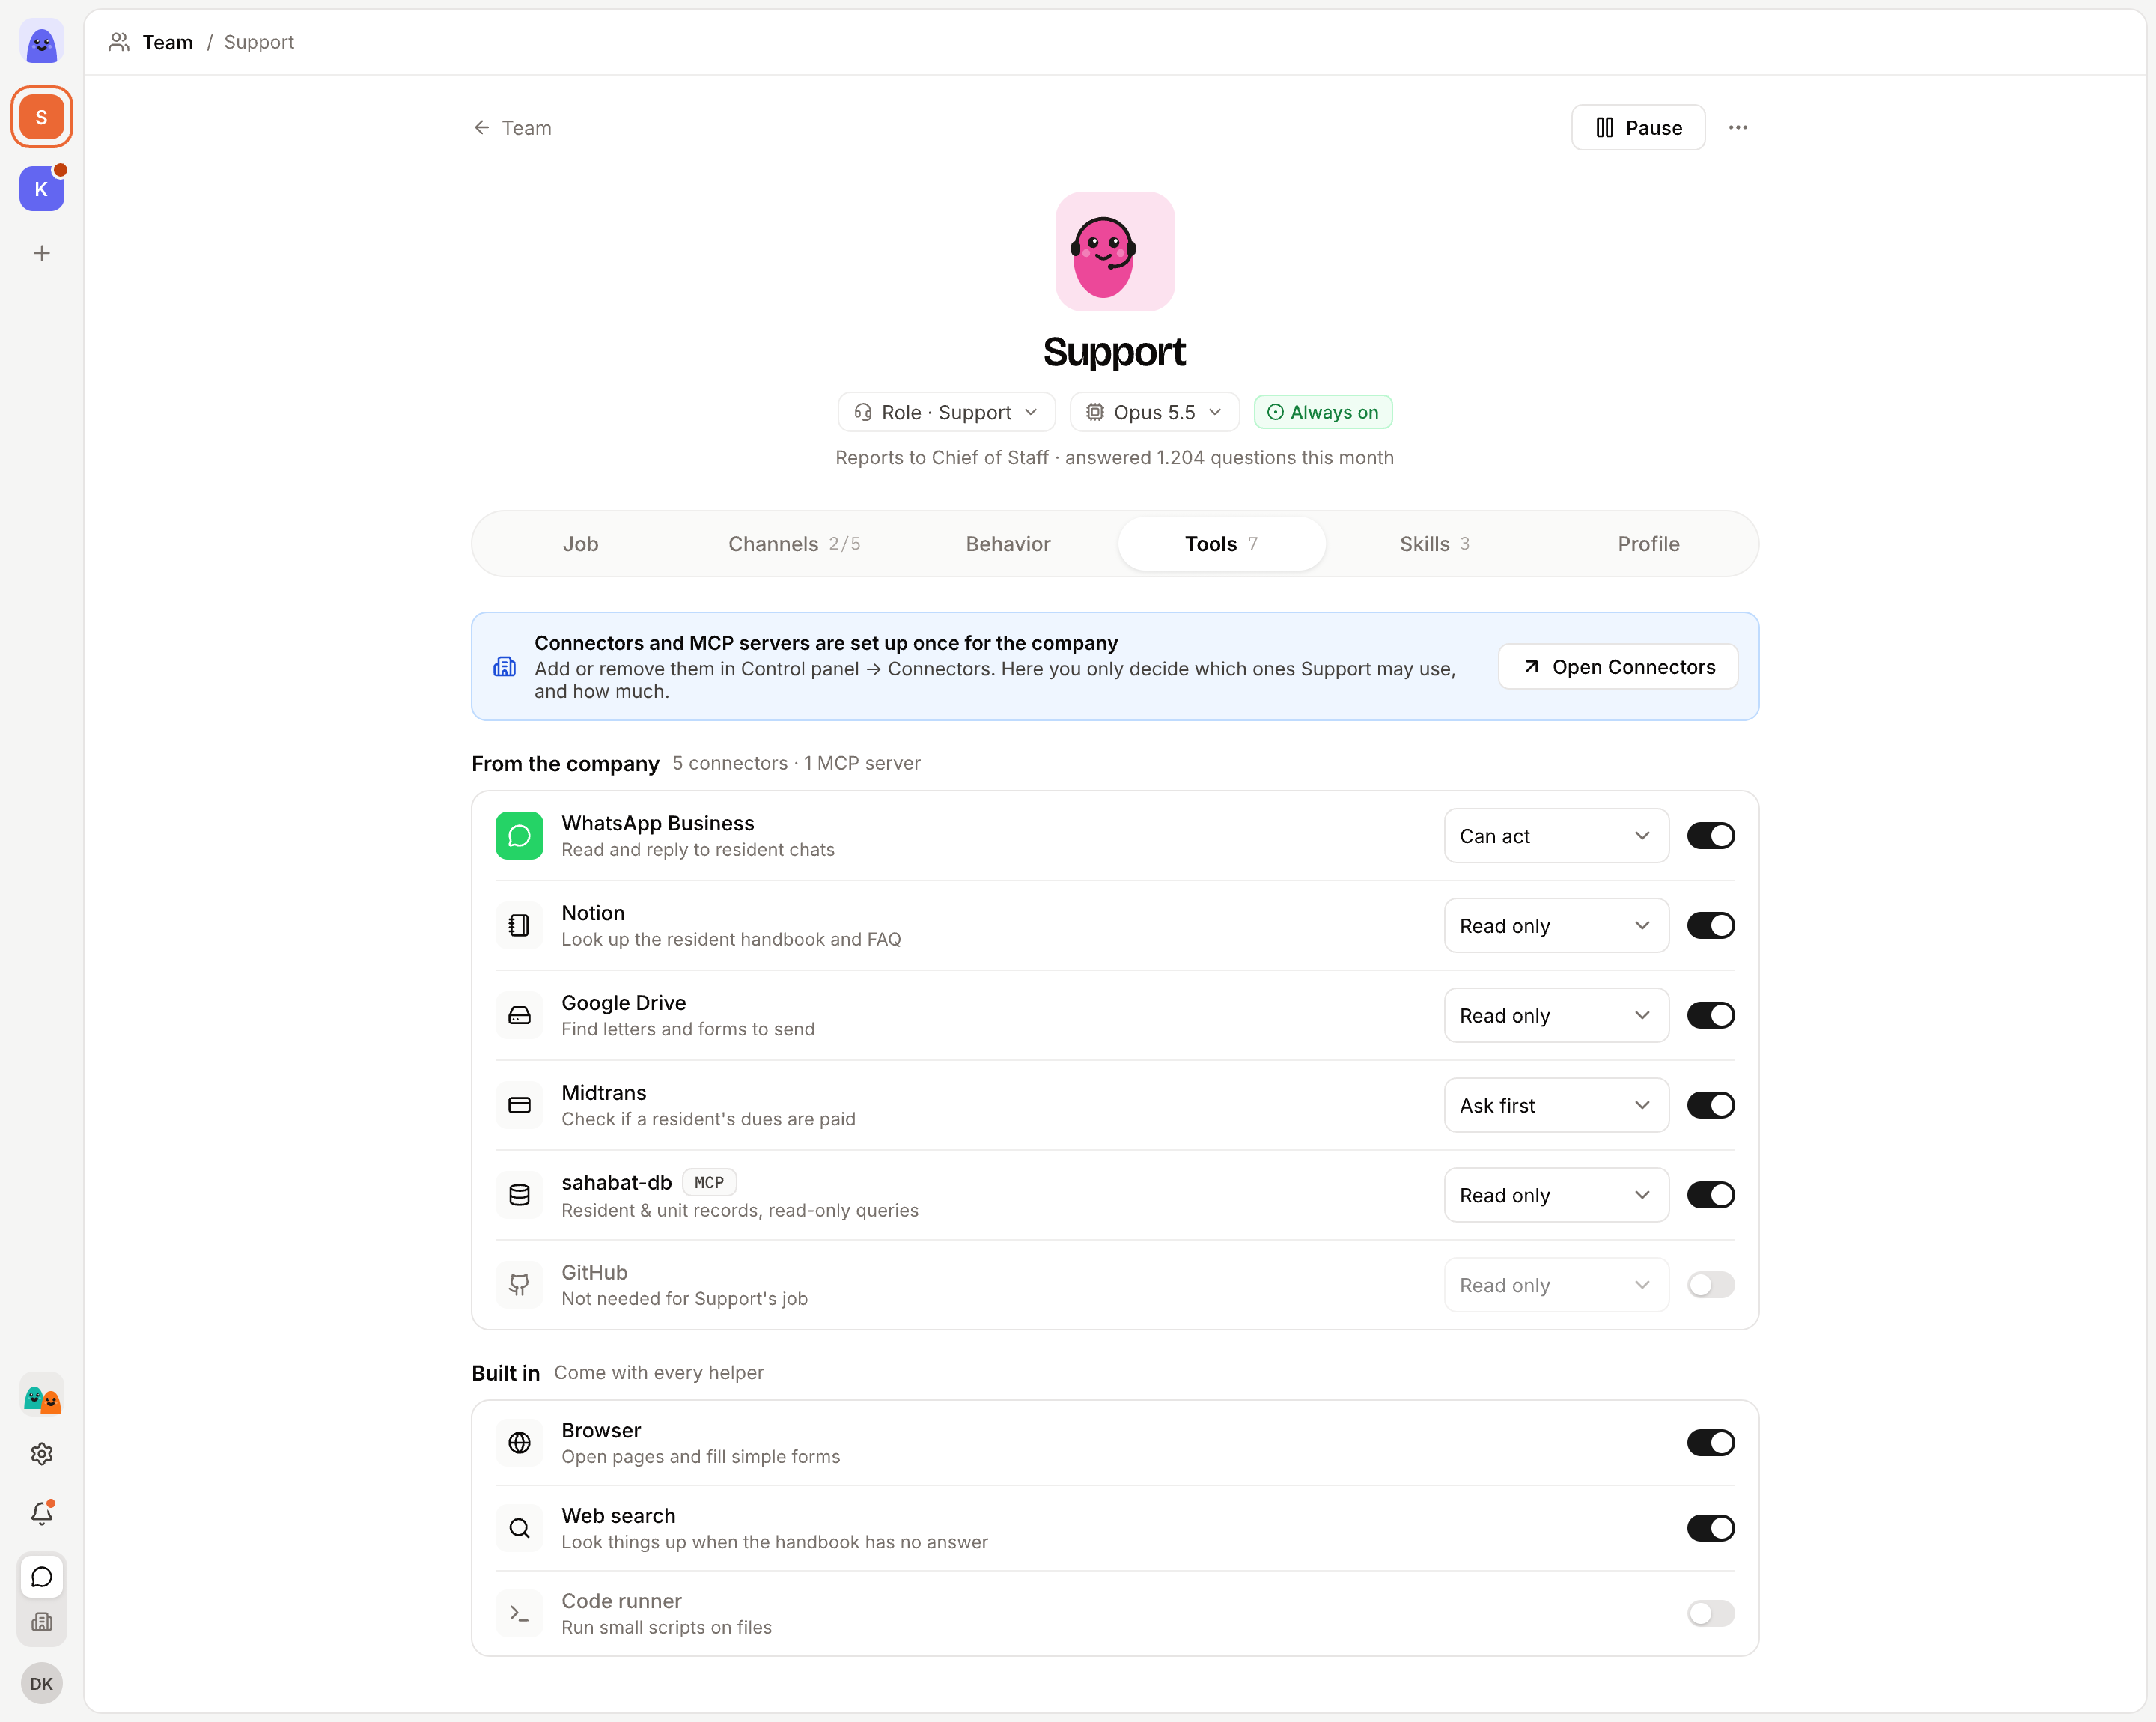 Team / Support
S
K
Team
Pause
Support
Role · Support
Opus 5.5
Always on
Reports to Chief of Staff · answered 1.204 questions this month
Job
Channels 2/5
Behavior
Tools 7
Skills 3
Profile
Connectors and MCP servers are set up once for the company
Add or remove them in Control panel → Connectors. Here you only decide which ones Support may use,
and how much.
Open Connectors
From the company 5 connectors · 1 MCP server
WhatsApp Business
Read and reply to resident chats
Can act
Notion
Look up the resident handbook and FAQ
Read only
Google Drive
Find letters and forms to send
Read only
Midtrans
Check if a resident's dues are paid
Ask first
sahabat-db MCP
Resident & unit records, read-only queries
Read only
GitHub
Not needed for Support's job
Read only
Built in Come with every helper
Browser
Open pages and fill simple forms
Web search
Look things up when the handbook has no answer
Code runner
Run small scripts on files
DK